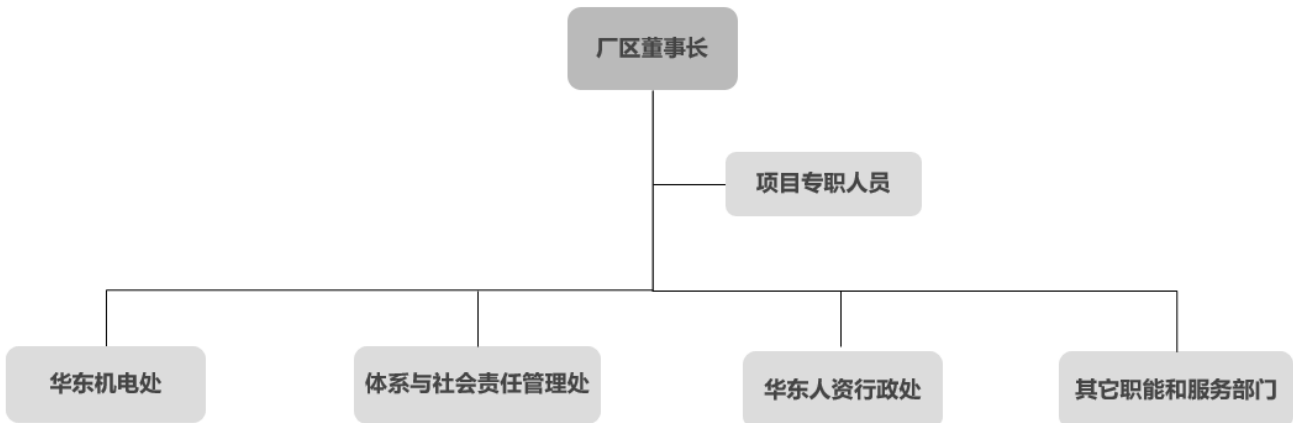 厂区董事长
项目专职人员
华东机电处
体系与社会责任管理处
华东人资行政处
其它职能和服务部门